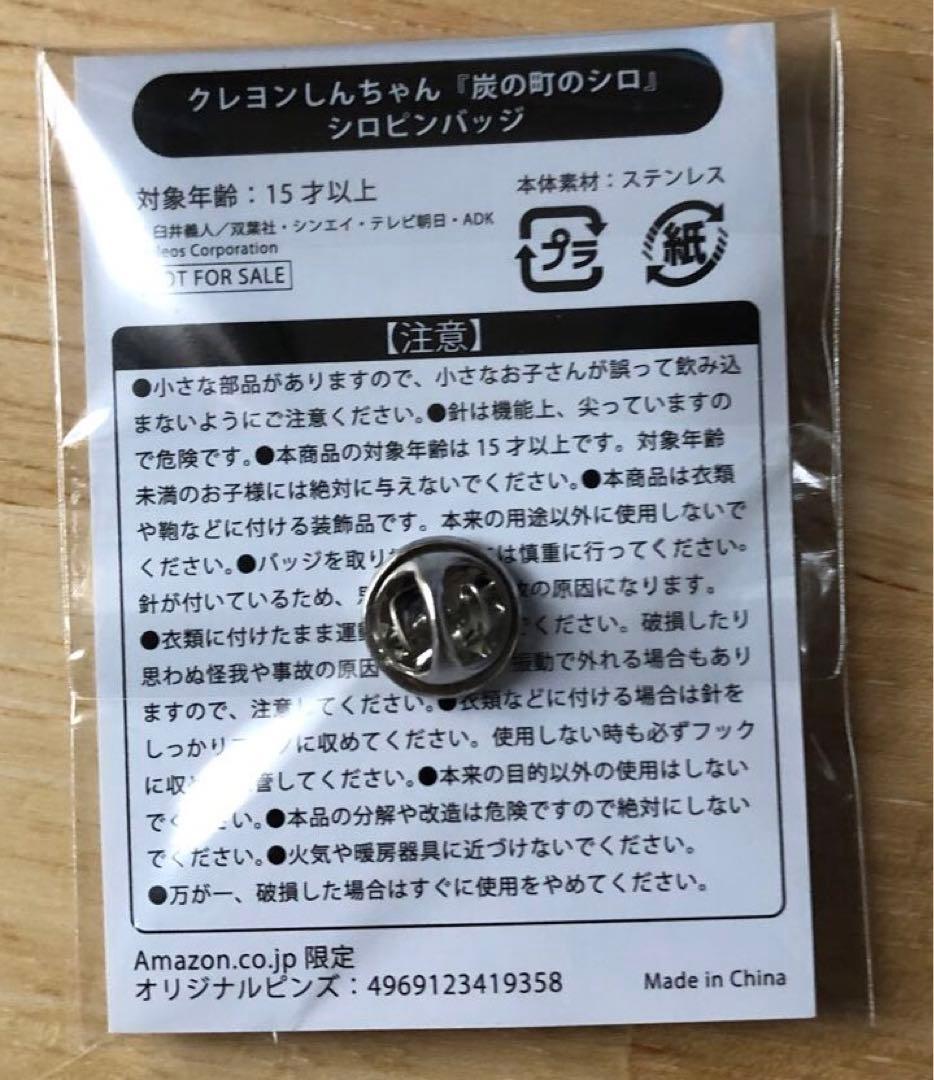 クレヨンしんちゃん『炭の町のシロ』
シロピンバッジ
対象年齢：15才以上
本体素材：ステンレス
臼井儀人／双葉社・シンエイ・テレビ朝日・ADK
eos Corporation
OT FOR SALE
プラ
紙
【注意】
●小さな部品がありますので、小さなお子さんが誤って飲み込
まないようにご注意ください。●針は機能上、尖っていますの
で危険です。●本商品の対象年齢は15才以上です。対象年齢
未満のお子様には絶対に与えないでください。●本商品は衣類
や鞄などに付ける装飾品です。本来の用途以外に使用しないで
ください。●バッジを取り は慎重に行ってください。
針が付いているため、 の原因になります。
●衣類に付けたまま運 ください。破損したり
思わぬ怪我や事故の原因 振動で外れる場合もあり
ますので、注意してください。●衣類などに付ける場合は針を
しっかり に収めてください。使用しない時も必ずフック
に収 してください。●本来の目的以外の使用はしない
でください。●本品の分解や改造は危険ですので絶対にしない
でください。●火気や暖房器具に近づけないでください。
●万が一、破損した場合はすぐに使用をやめてください。
Amazon.co.jp 限定
オリジナルピンズ：4969123419358
Made in China